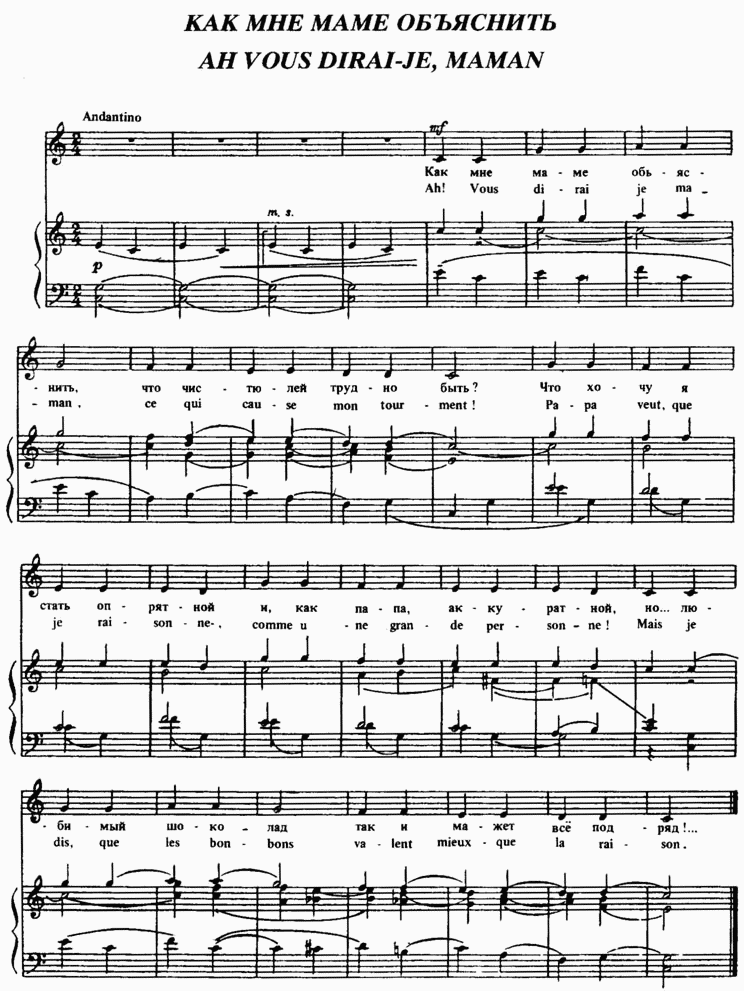 КАК МНЕ МАМЕ ОБЪЯСНИТЬ
AH VOUS DIRAI-JE, MAMAN
Andantino
mf
Как мне ма - ме объ - яс -
Ah! Vous di - rai je ma -
m. s.
p
- нить, что чис - тю - лей труд - но быть? Что хо - чу я
man, ce qui cau - se mon tour - ment! Pa - pa veut, que
стать оп - рят - ной и, как па - па, ак - ку - рат - ной, но... лю -
je rai - son - ne, comme u - ne gran - de per - son - ne! Mais je
- би - мый шо - ко - лад так и ма - жет всё под - ряд!...
dis, que les bon - bons va - lent mieux - que la rai - son.